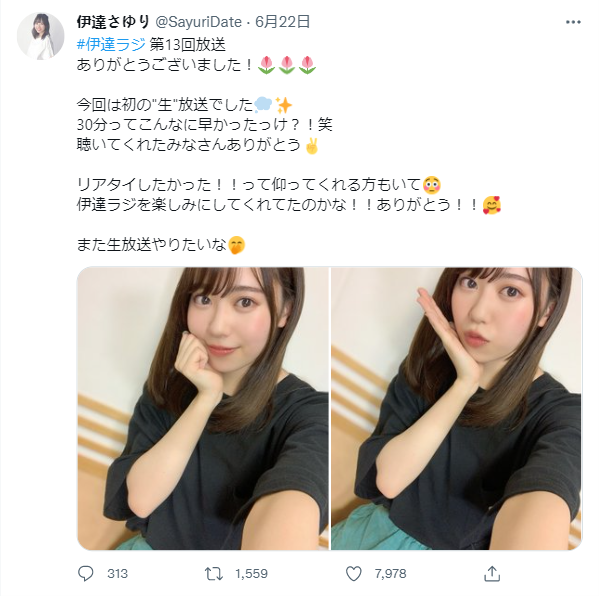 伊達さゆり @SayuriDate · 6月22日
#伊達ラジ 第13回放送
ありがとうございました！🌷🌷🌷
今回は初の"生"放送でした💭✨
30分ってこんなに早かったっけ？！笑
聴いてくれたみなさんありがとう✌
リアタイしたかった！！って仰ってくれる方もいて😳
伊達ラジを楽しみにしてくれてたのかな！！ありがとう！！🥰
また生放送やりたいな🤭
313 1,559 7,978